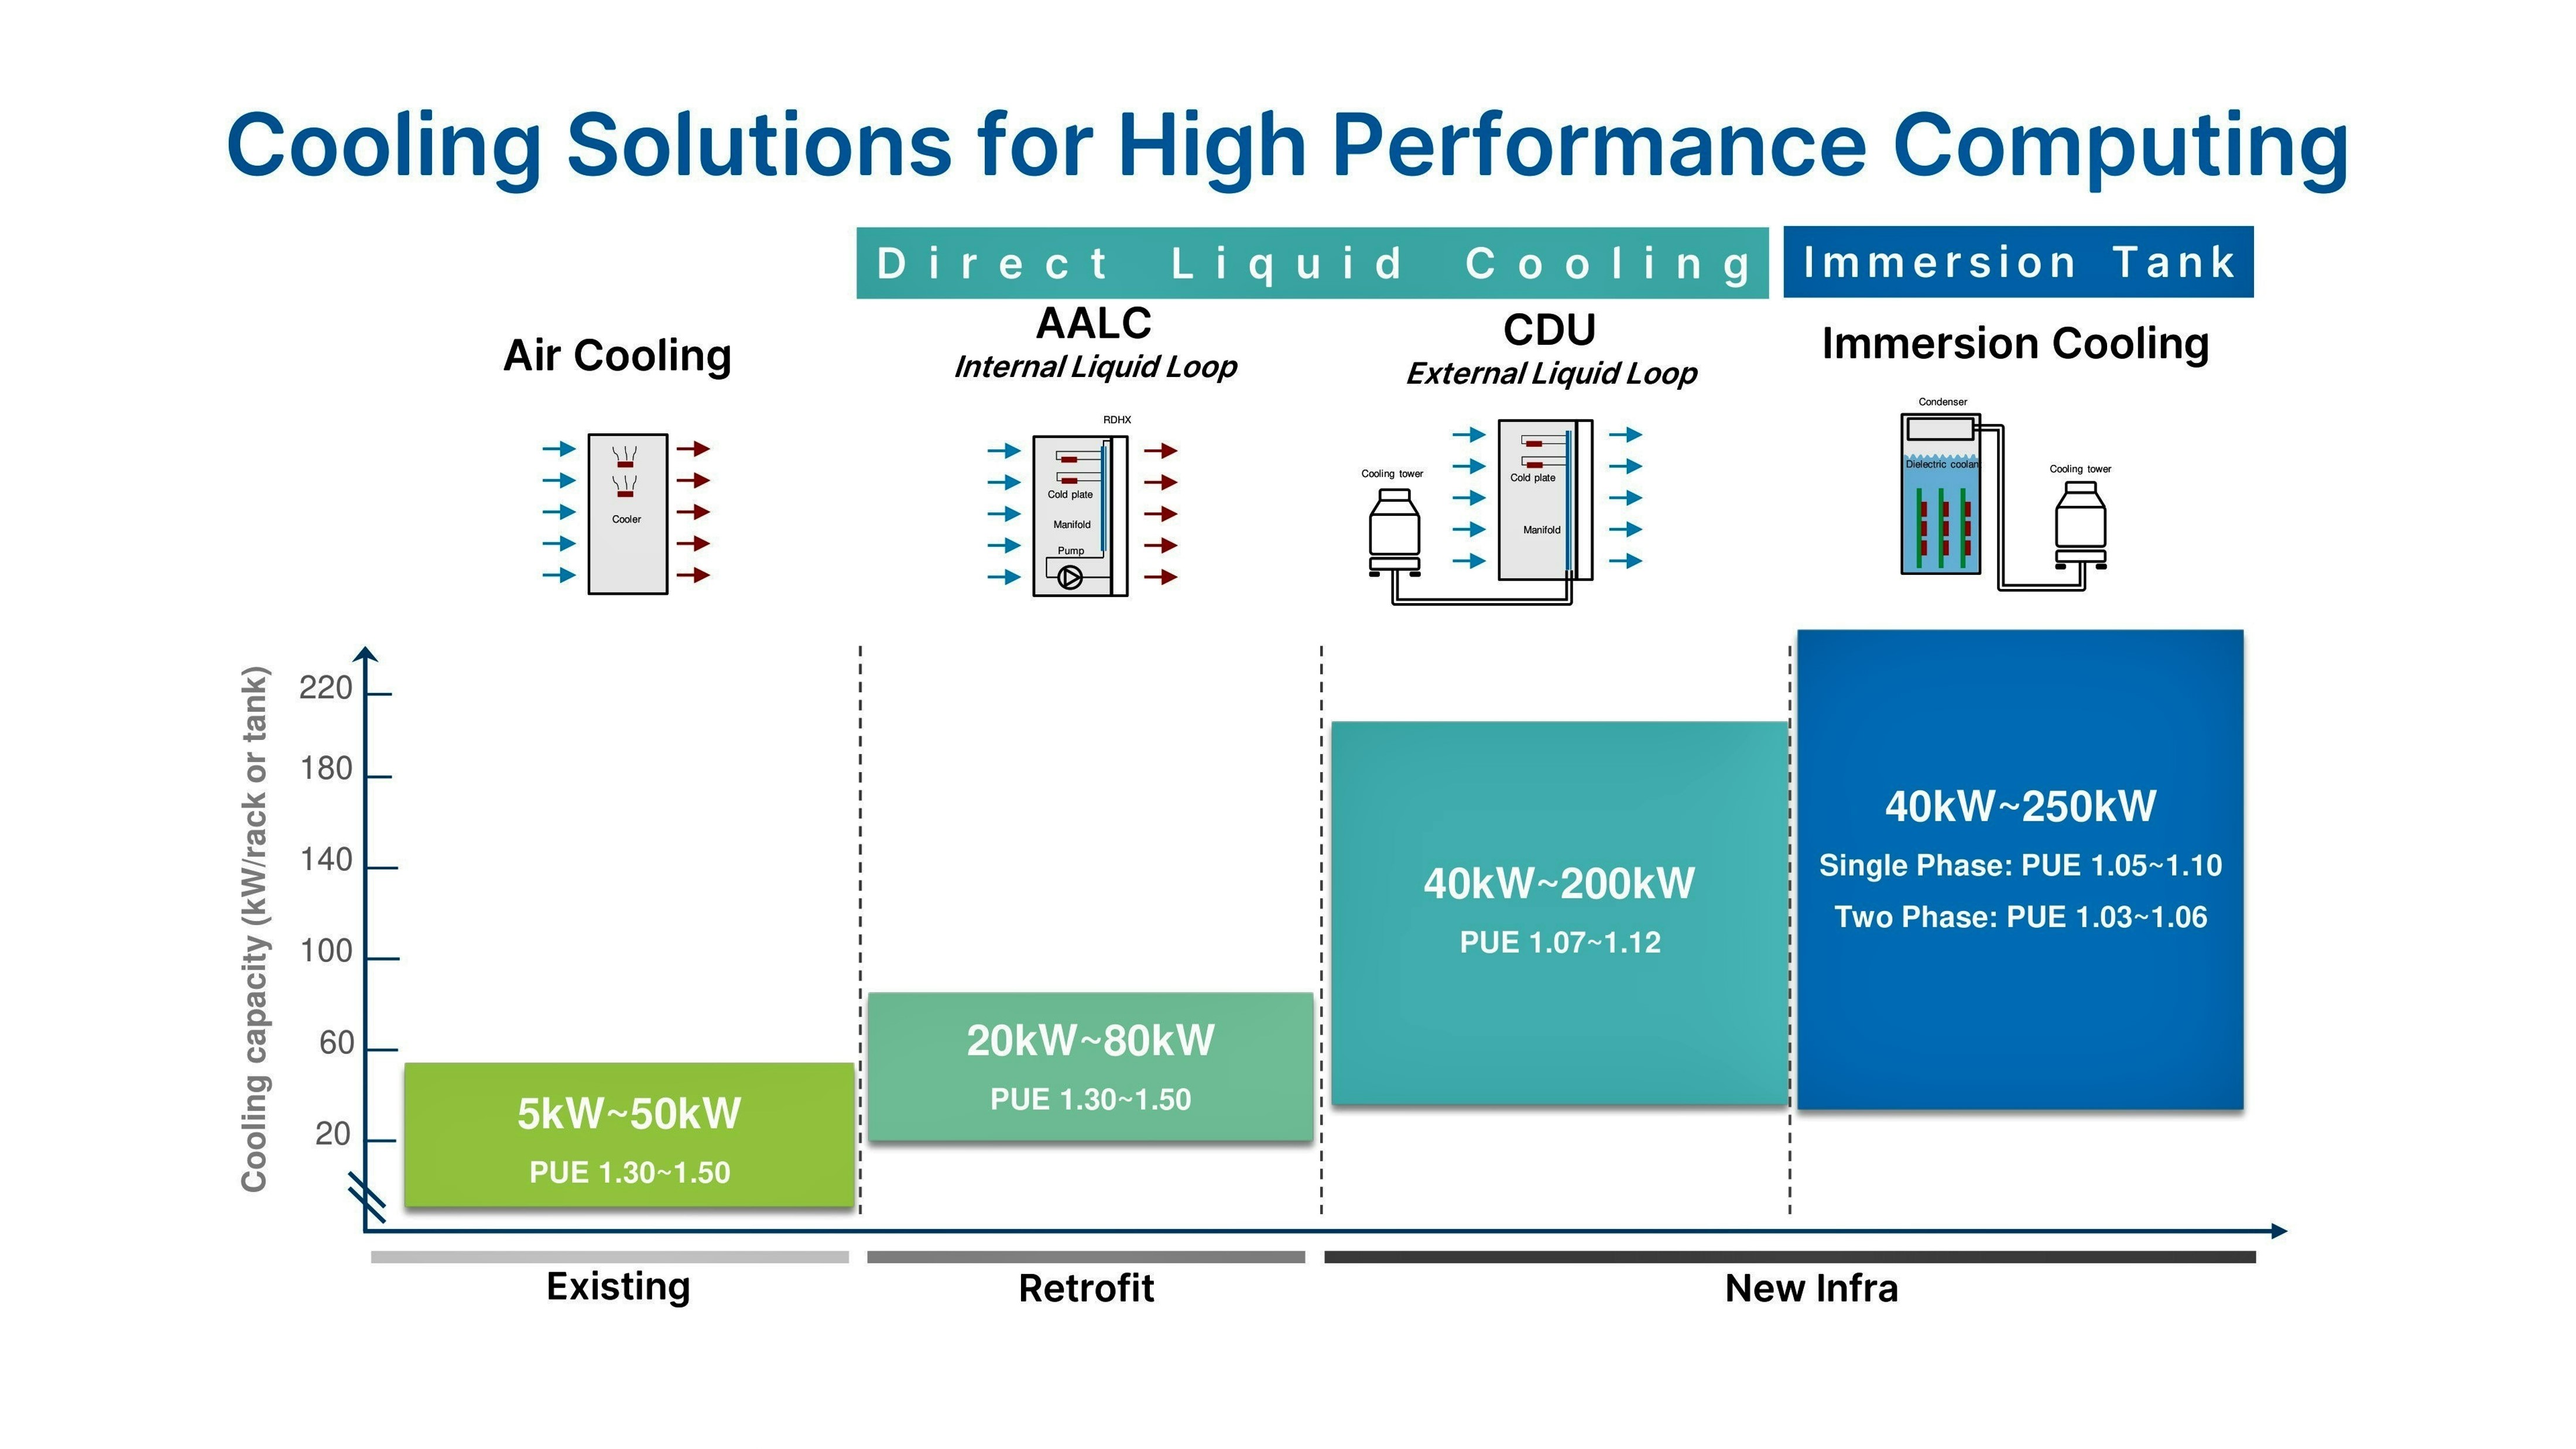 Cooling Solutions for High Performance Computing
Direct Liquid Cooling
Immersion Tank
Air Cooling
AALC
Internal Liquid Loop
CDU
External Liquid Loop
Immersion Cooling
Cooler
RDHX
Cold plate
Manifold
Pump
Cooling tower
Cold plate
Manifold
Condenser
Dielectric coolant
Cooling tower
Cooling capacity (kW/rack or tank)
220
180
140
100
60
20
5kW~50kW
PUE 1.30~1.50
20kW~80kW
PUE 1.30~1.50
40kW~200kW
PUE 1.07~1.12
40kW~250kW
Single Phase: PUE 1.05~1.10
Two Phase: PUE 1.03~1.06
Existing
Retrofit
New Infra